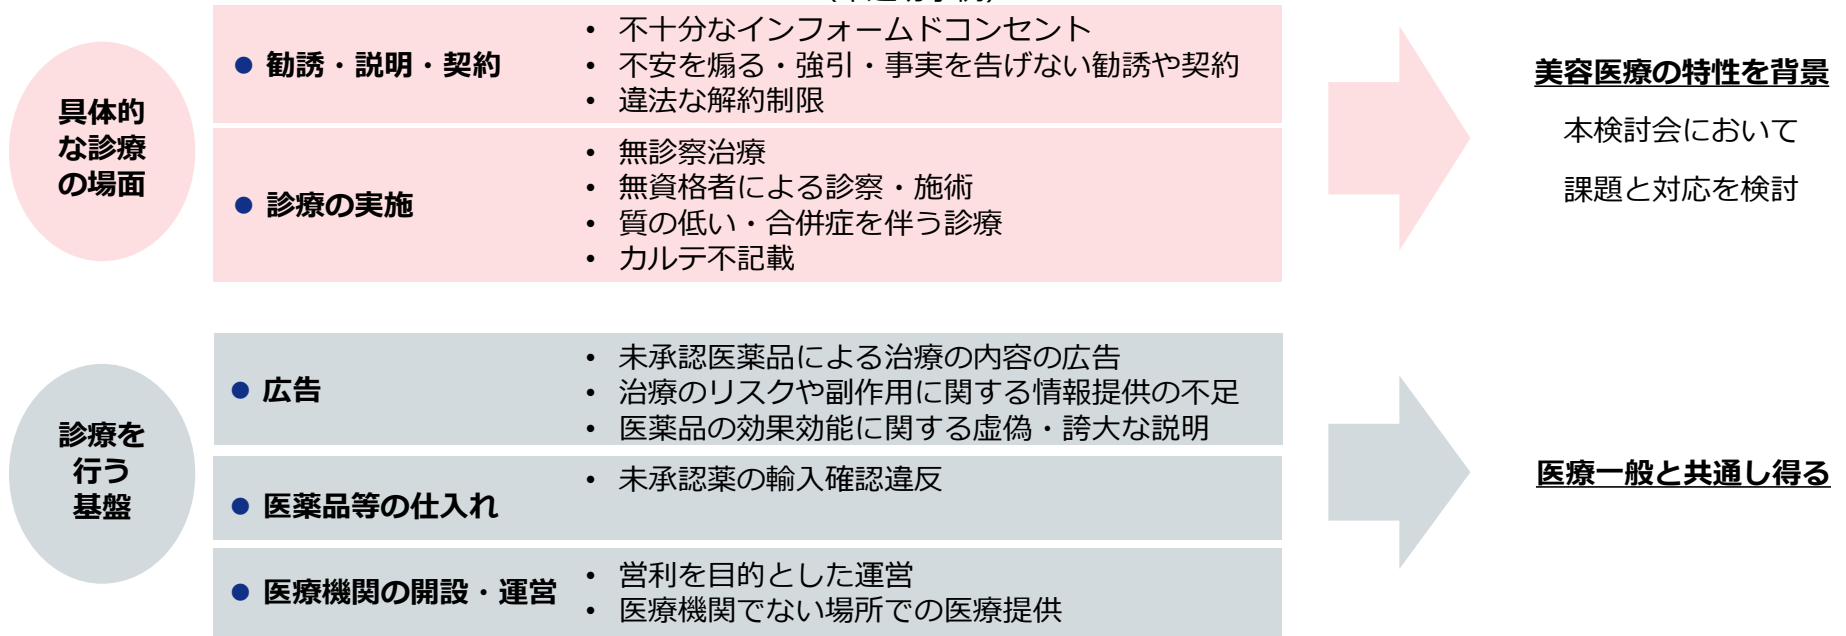 具体的
な診療
の場面
● 勧誘・説明・契約
• 不十分なインフォームドコンセント
• 不安を煽る・強引・事実を告げない勧誘や契約
• 違法な解約制限
● 診療の実施
• 無診察治療
• 無資格者による診察・施術
• 質の低い・合併症を伴う診療
• カルテ不記載
美容医療の特性を背景
本検討会において
課題と対応を検討
診療を
行う
基盤
● 広告
• 未承認医薬品による治療の内容の広告
• 治療のリスクや副作用に関する情報提供の不足
• 医薬品の効果効能に関する虚偽・誇大な説明
● 医薬品等の仕入れ
• 未承認薬の輸入確認違反
● 医療機関の開設・運営
• 営利を目的とした運営
• 医療機関でない場所での医療提供
医療一般と共通し得る